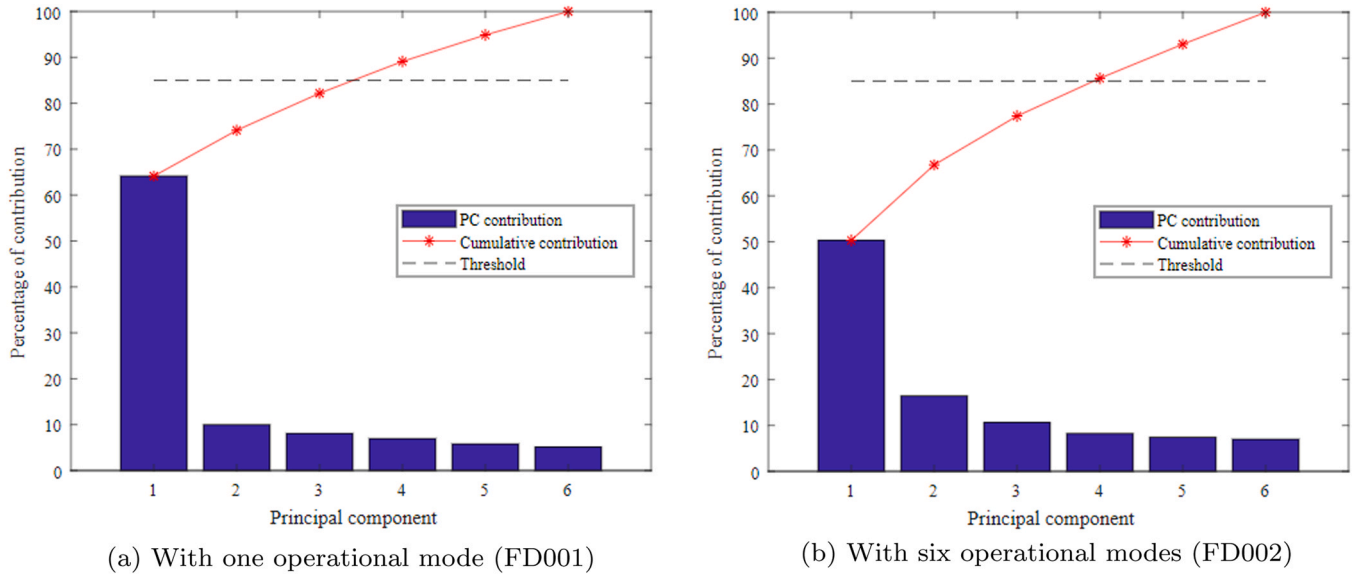 100
90
80
70
60
50
40
30
20
10
0
Percentage of contribution
PC contribution
Cumulative contribution
Threshold
1 2 3 4 5 6
Principal component
(a) With one operational mode (FD001)
100
90
80
70
60
50
40
30
20
10
0
Percentage of contribution
PC contribution
Cumulative contribution
Threshold
1 2 3 4 5 6
Principal component
(b) With six operational modes (FD002)